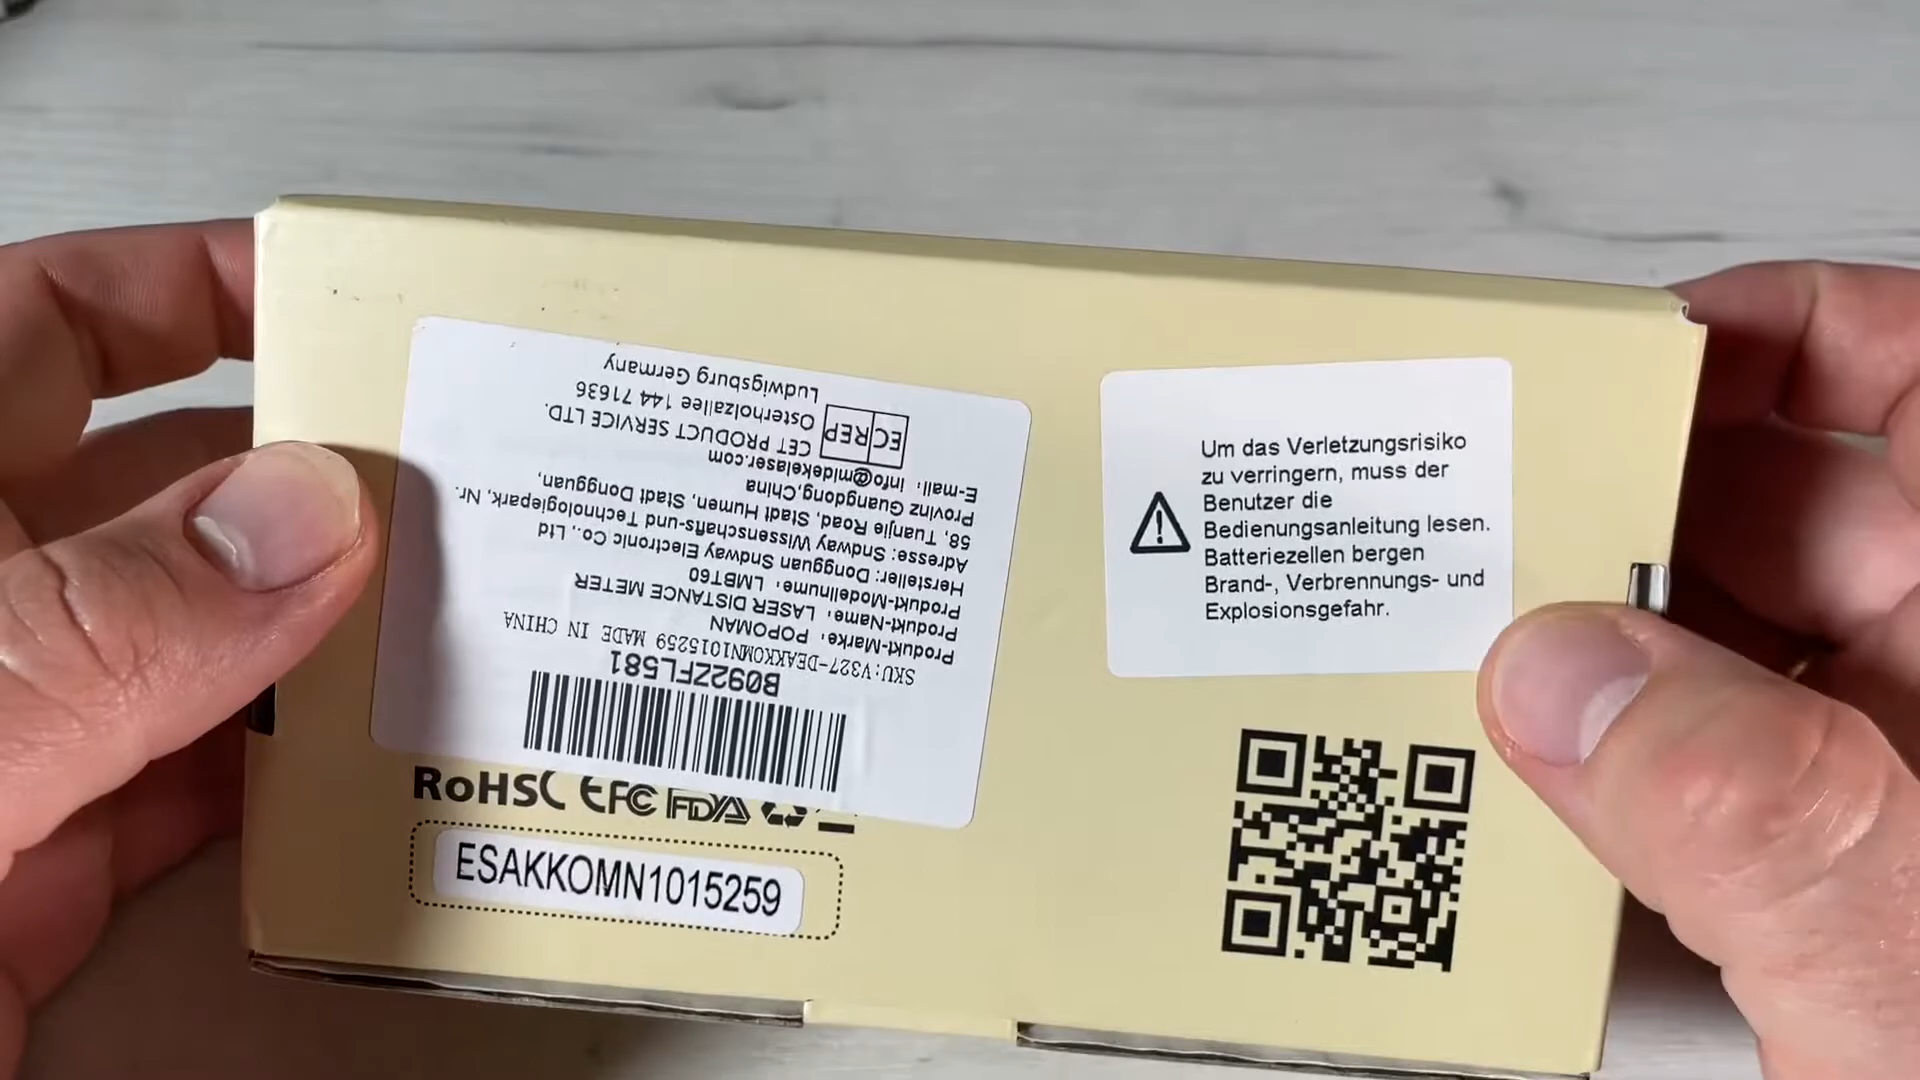 SKU:V327-DEAKKOMN1015259 MADE IN CHINA
B092ZFL581
Produkt-Marke: POPOMAN
Produkt-Name: LASER DISTANCE METER
Produkt-Modellnume: LMBT60
Hersteller: Dongguan Sndway Electronic Co., Ltd
Adresse: Sndway Wissenschafts-und Technologiepark, Nr.
58, Tuanjie Road, Stadt Humen, Stadt Dongguan,
Provinz Guangdong,China
E-mail: info@midekelaser.com
EC REP
CET PRODUCT SERVICE LTD.
Osterholzallee 144 71636
Ludwigsburg Germany
Um das Verletzungsrisiko
zu verringern, muss der
Benutzer die
Bedienungsanleitung lesen.
Batteriezellen bergen
Brand-, Verbrennungs- und
Explosionsgefahr.
RoHS CE FC FDA
ESAKKOMN1015259